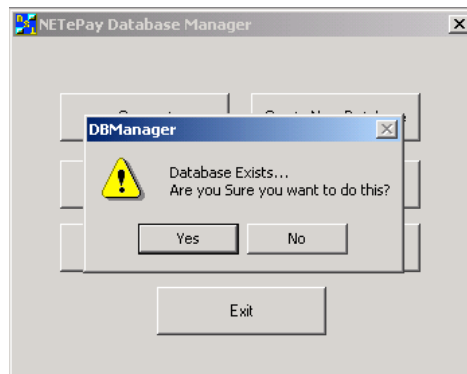 NETePay Database Manager
DBManager
Database Exists...
Are you Sure you want to do this?
Yes
No
Exit